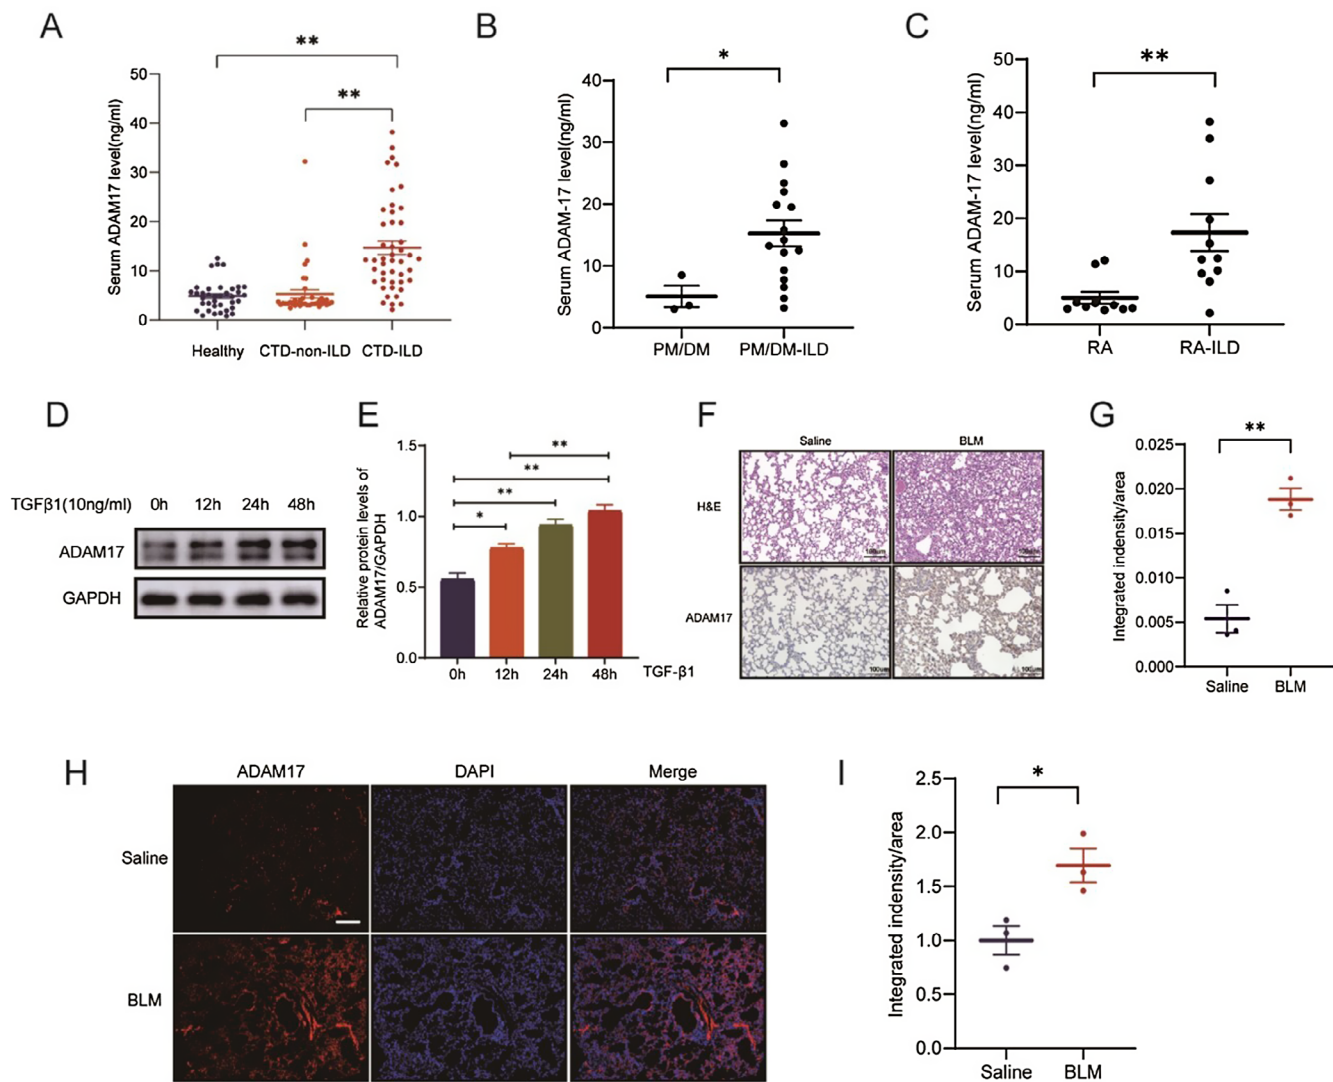 A
**
**
Serum ADAM17 level(ng/ml)
50
40
30
20
10
0
Healthy
CTD-non-ILD
CTD-ILD
B
*
Serum ADAM-17 level(ng/ml)
40
30
20
10
0
PM/DM
PM/DM-ILD
C
**
Serum ADAM-17 level(ng/ml)
50
40
30
20
10
0
RA
RA-ILD
D
TGFβ1(10ng/ml) 0h 12h 24h 48h
ADAM17
GAPDH
E
Relative protein levels of
ADAM17/GAPDH
1.5
1.0
0.5
0.0
**
**
**
*
0h 12h 24h 48h TGF-β1
F
Saline BLM
H&E
100um
100um
ADAM17
100um
100um
G
**
Integrated indensity/area
0.025
0.020
0.015
0.010
0.005
0.000
Saline BLM
H
ADAM17 DAPI Merge
Saline
BLM
I
*
Integrated indensity/area
2.5
2.0
1.5
1.0
0.5
0.0
Saline BLM